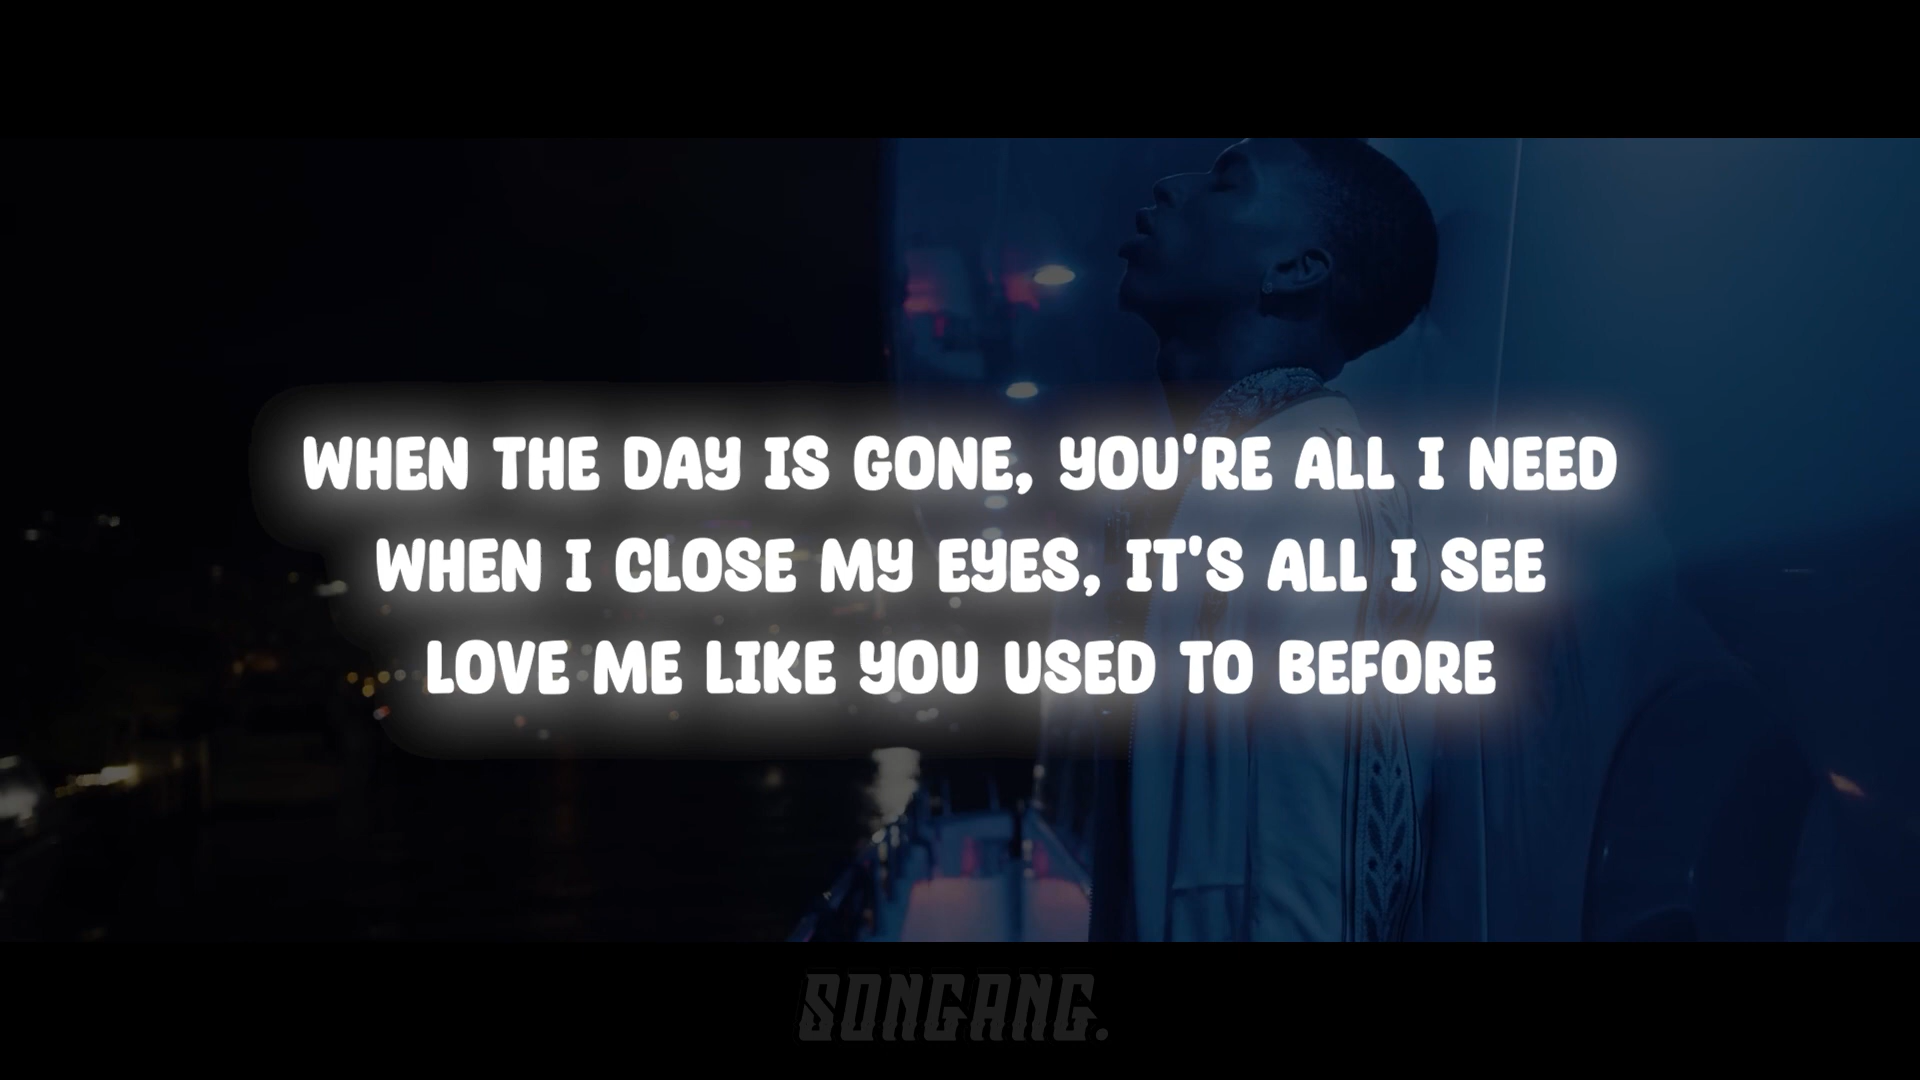 WHEN THE DAY IS GONE, YOU'RE ALL I NEED
WHEN I CLOSE MY EYES, IT'S ALL I SEE
LOVE ME LIKE YOU USED TO BEFORE
SONGANG.